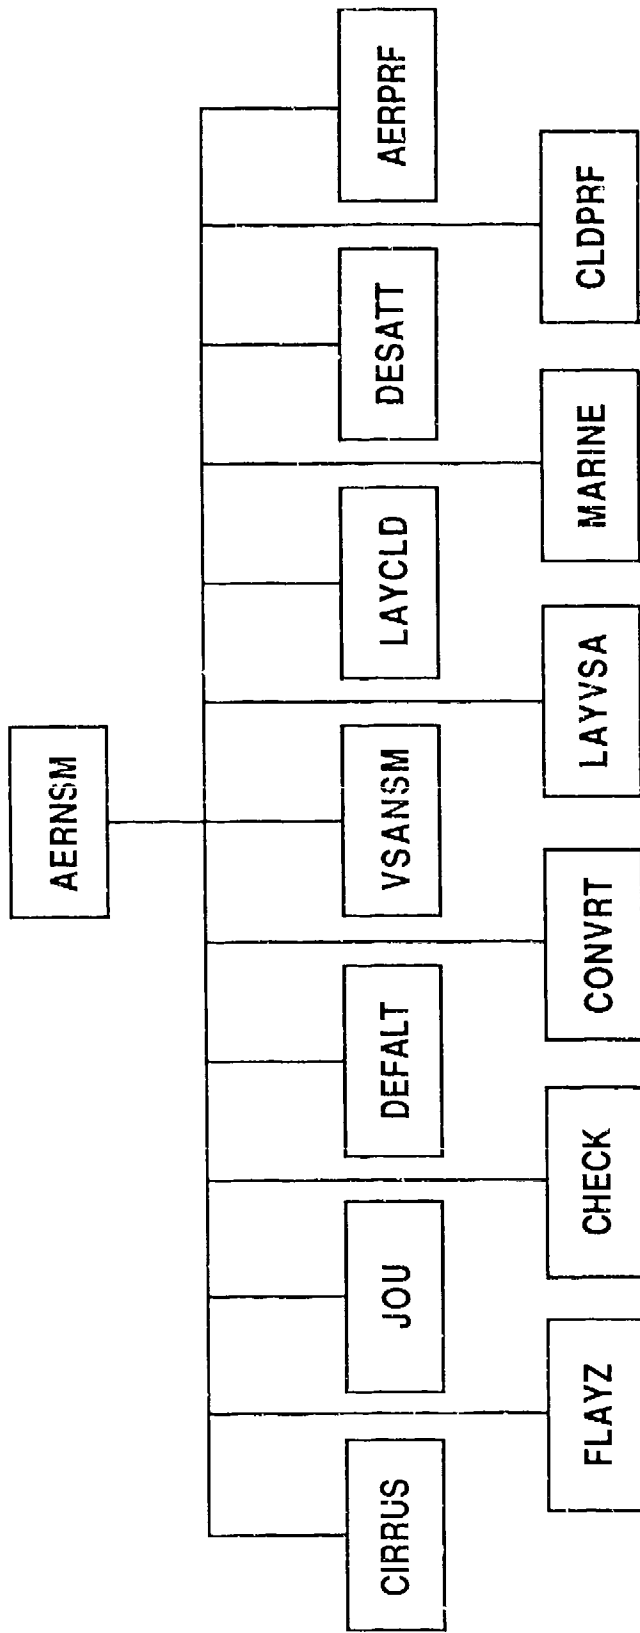 AERNSM
CIRRUS
JOU
DEFALT
VSANSM
LAYCLD
DESATT
AERPRF
FLAYZ
CHECK
CONVRT
LAYVSA
MARINE
CLDPRF